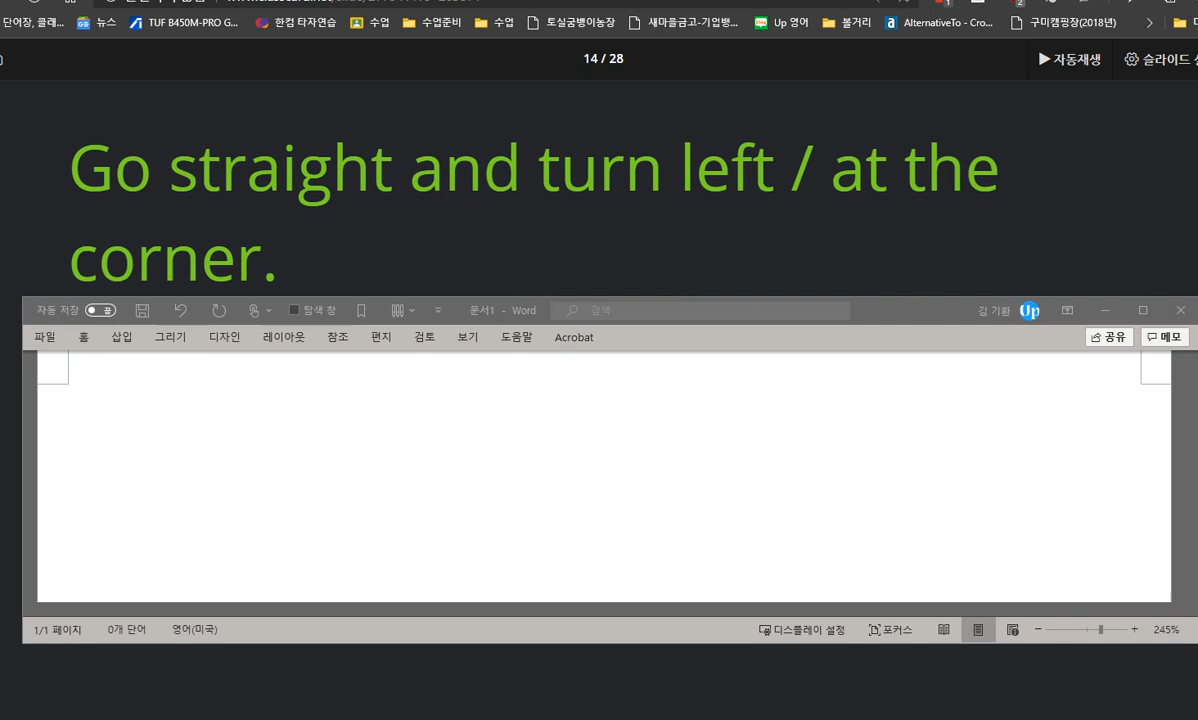 단어장, 클래... 뉴스 TUF B450M-PRO G... 한컴 타자연습 수업 수업준비 수업 토실굼벵이농장 새마을금고-기업뱅... Up 영어 볼거리 AlternativeTo - Cro... 구미캠핑장(2018년)
14 / 28 자동재생 슬라이드
Go straight and turn left / at the
corner.
자동 저장 끔 탐색 창 문서1 - Word 검색 김 기환 Up
파일 홈 삽입 그리기 디자인 레이아웃 참조 편지 검토 보기 도움말 Acrobat 공유 메모
1/1 페이지 0개 단어 영어(미국) 디스플레이 설정 포커스 245%